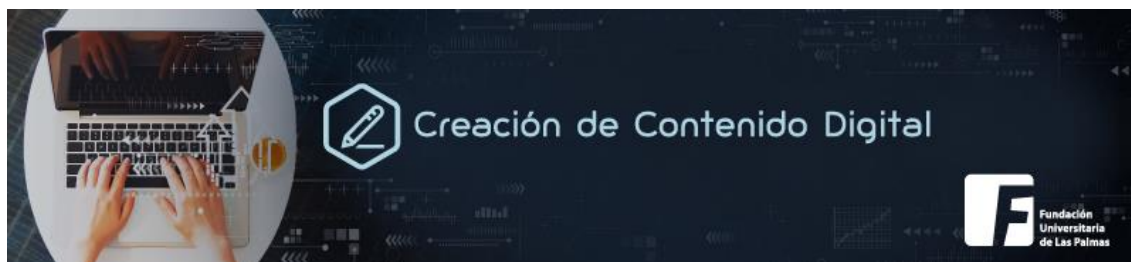 Creación de Contenido Digital
Fundación
Universitaria
de Las Palmas